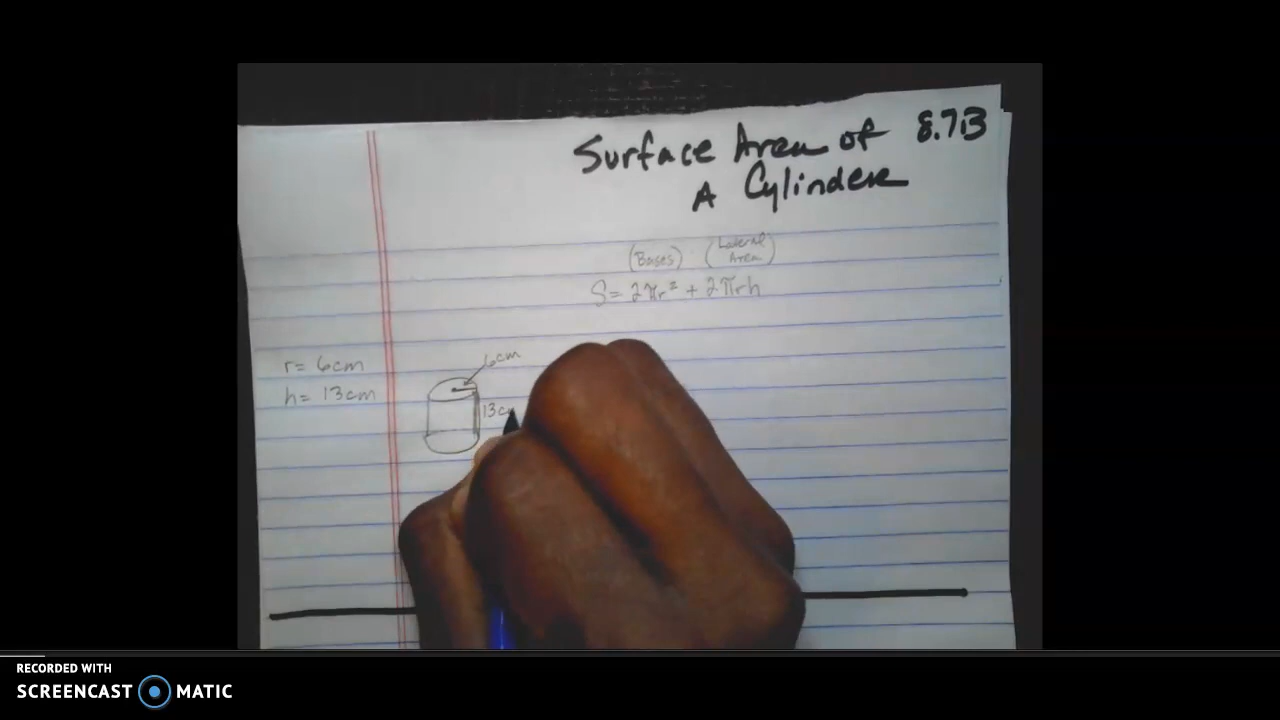 Surface Area of 8.7B
A Cylinder
(Bases) (Lateral Area)
S = 2πr² + 2πrh
r = 6cm
h = 13cm
6cm
13cm
RECORDED WITH
SCREENCAST MATIC